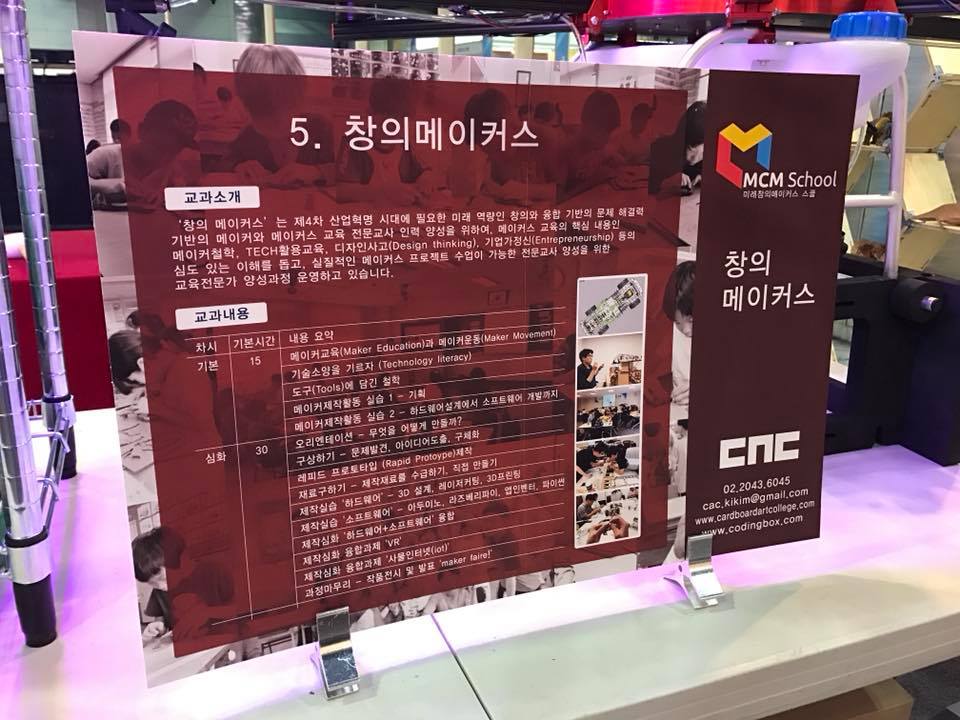 5. 창의메이커스
교과소개
'창의 메이커스' 는 제4차 산업혁명 시대에 필요한 미래 역량인 창의와 융합 기반의 문제 해결력
기반의 메이커와 메이커스 교육 전문교사 인력 양성을 위하여, 메이커스 교육의 핵심 내용인
메이커철학, TECH활용교육, 디자인사고(Design thinking), 기업가정신(Entrepreneurship) 등의
심도 있는 이해를 돕고, 실질적인 메이커스 프로젝트 수업이 가능한 전문교사 양성을 위한
교육전문가 양성과정 운영하고 있습니다.
교과내용
차시 기본시간 내용 요약
기본 15 메이커교육(Maker Education)과 메이커운동(Maker Movement)
기술소양을 기르자 (Technology literacy)
도구(Tools)에 담긴 철학
메이커제작활동 실습 1 - 기획
메이커제작활동 실습 2 - 하드웨어설계에서 소프트웨어 개발까지
심화 30 오리엔테이션 - 무엇을 어떻게 만들까?
구상하기 - 문제발견, 아이디어도출, 구체화
레피드 프로토타입 (Rapid Protoype)제작
재료구하기 - 제작재료를 수급하기, 직접 만들기
제작실습 '하드웨어' - 3D 설계, 레이저커팅, 3D프린팅
제작실습 '소프트웨어' - 아두이노, 라즈베리파이, 앱인벤터, 파이썬
제작심화 '하드웨어+소프트웨어' 융합
제작심화 융합과제 'VR'
제작심화 융합과제 '사물인터넷(iot)'
과정마무리 - 작품전시 및 발표 'maker faire!'
MCM School
미래창의메이커스 스쿨
창의
메이커스
CNC
02.2043.6045
cac.kikim@gmail.com
www.cardboardartcollege.com
www.codingbox.com